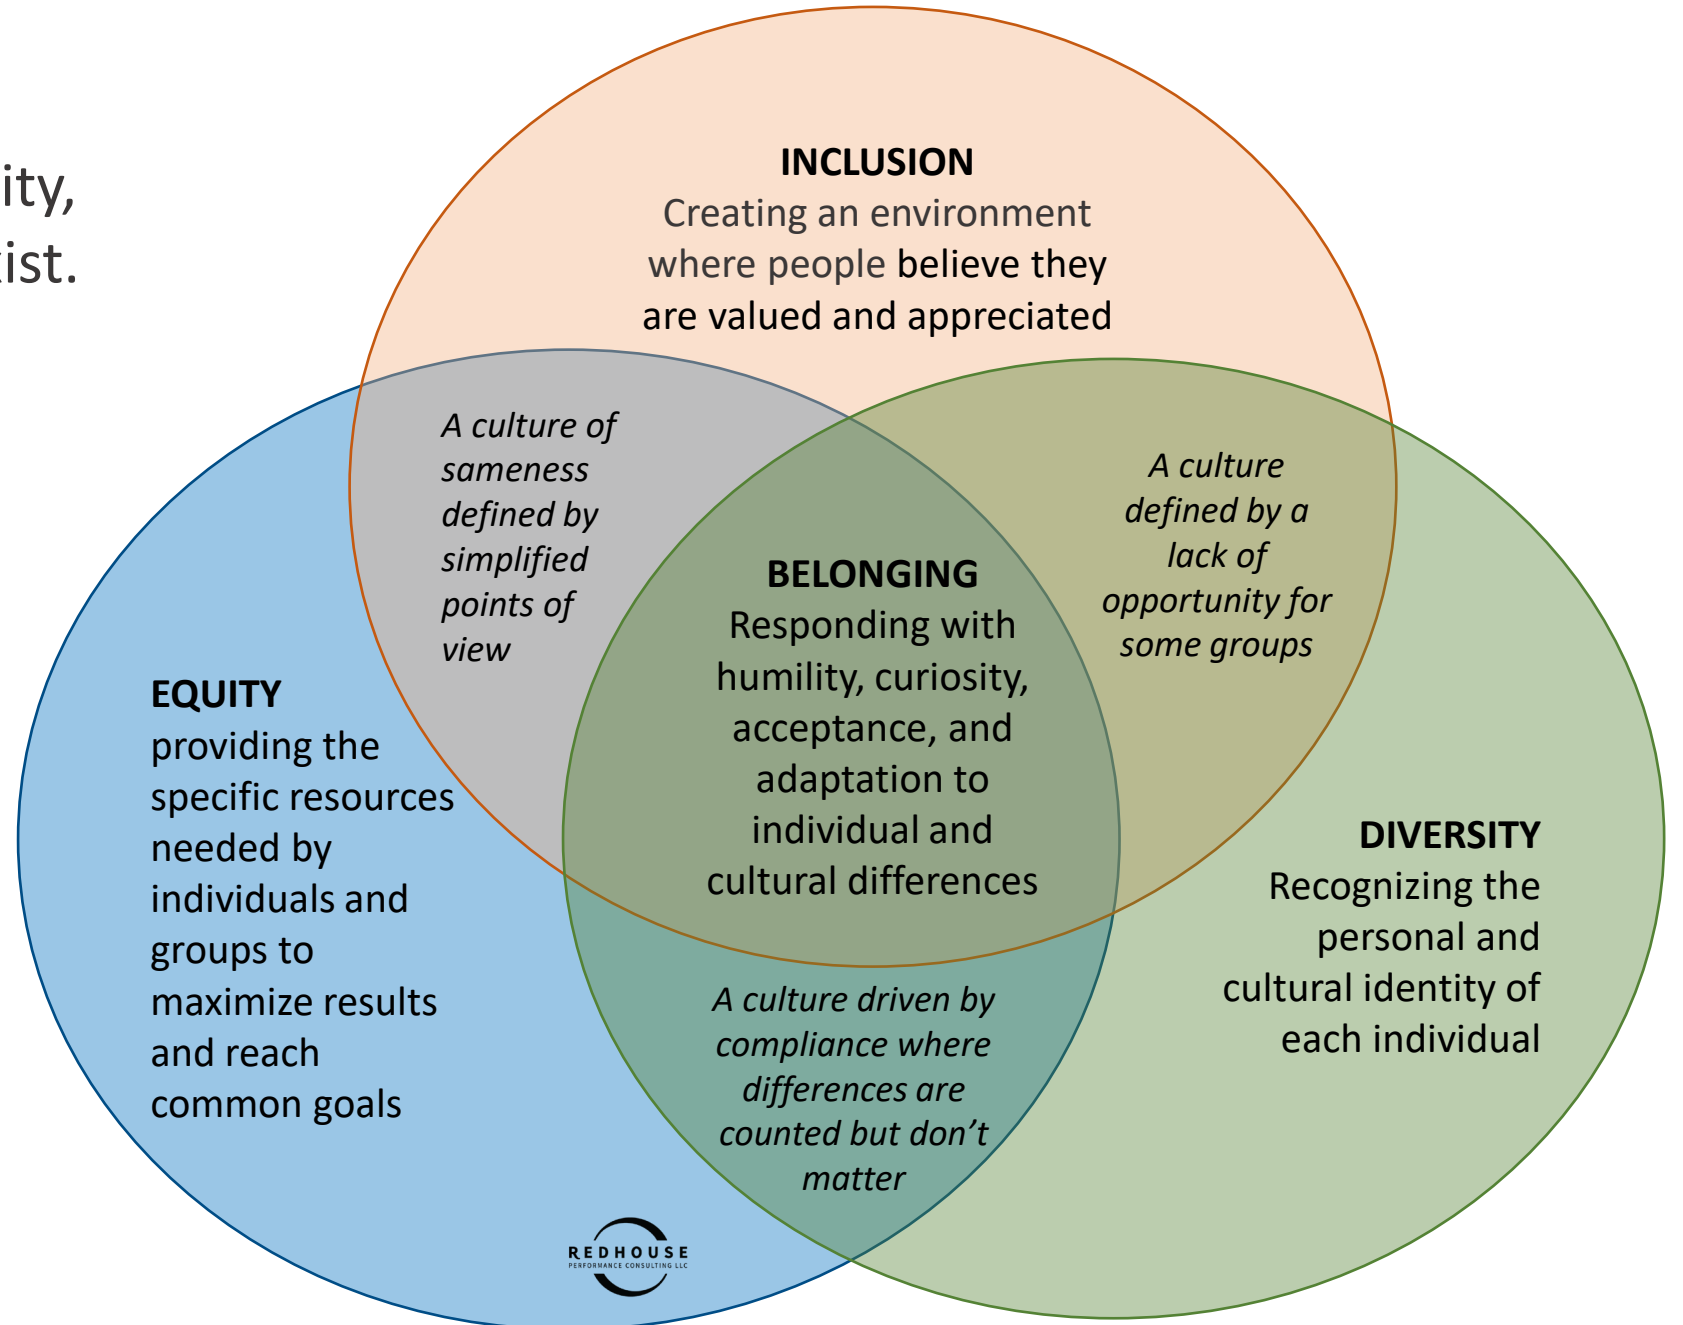 ity,
xist.
INCLUSION
Creating an environment
where people believe they
are valued and appreciated
A culture of
sameness
defined by
simplified
points of
view
A culture
defined by a
lack of
opportunity for
some groups
BELONGING
Responding with
humility, curiosity,
acceptance, and
adaptation to
individual and
cultural differences
EQUITY
providing the
specific resources
needed by
individuals and
groups to
maximize results
and reach
common goals
DIVERSITY
Recognizing the
personal and
cultural identity of
each individual
A culture driven by
compliance where
differences are
counted but don’t
matter
REDHOUSE
PERFORMANCE CONSULTING LLC